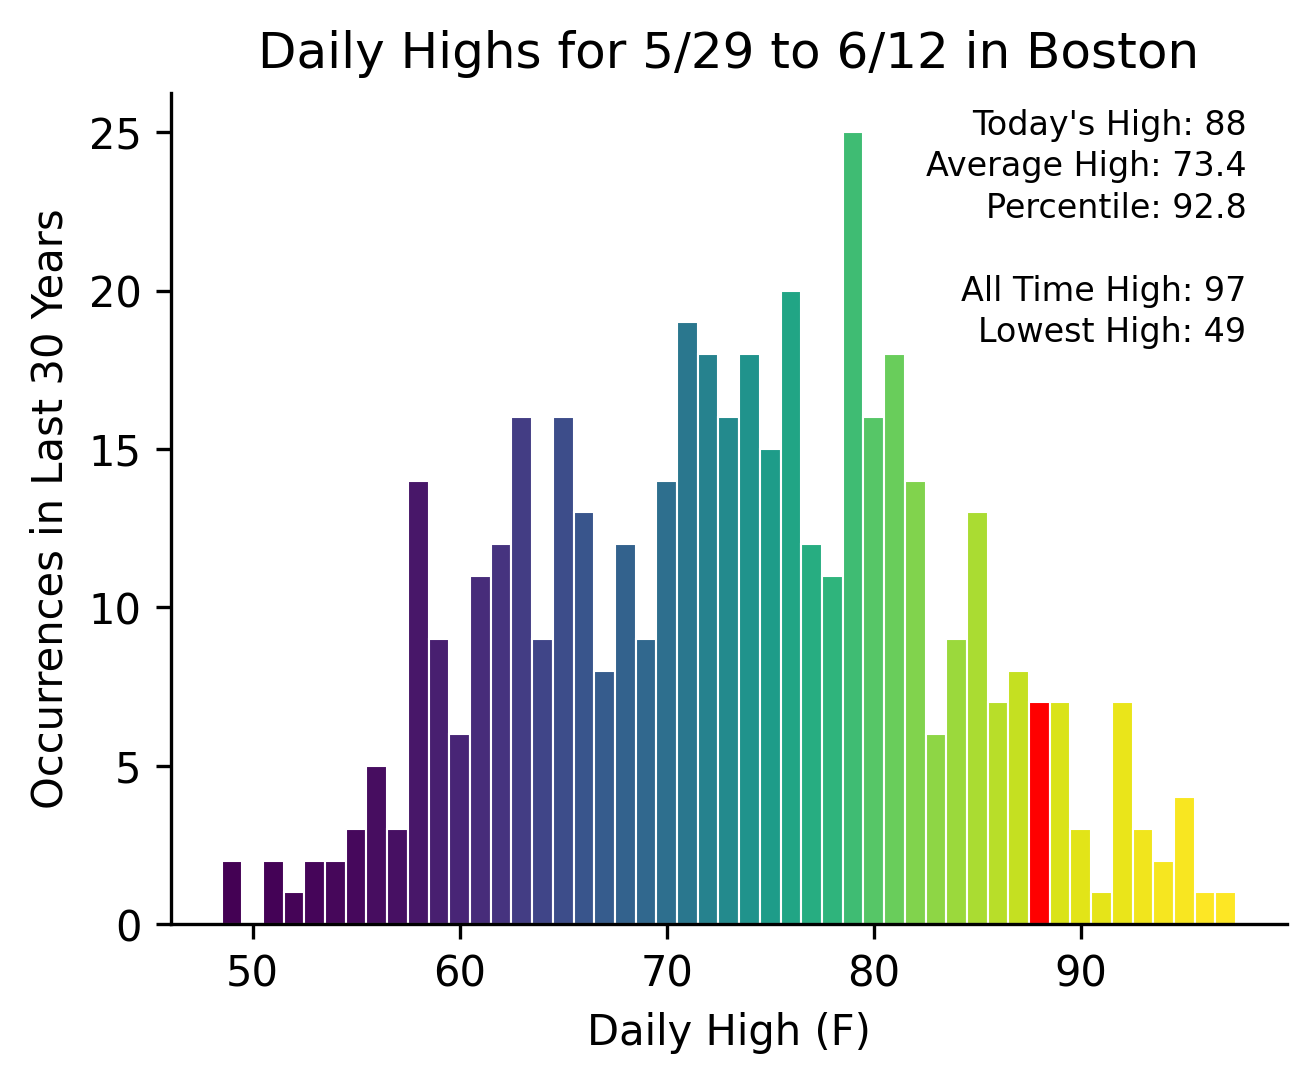 Daily Highs for 5/29 to 6/12 in Boston
Today's High: 88
Average High: 73.4
Percentile: 92.8
All Time High: 97
Lowest High: 49
Occurrences in Last 30 Years
25
20
15
10
5
0
50 60 70 80 90
Daily High (F)